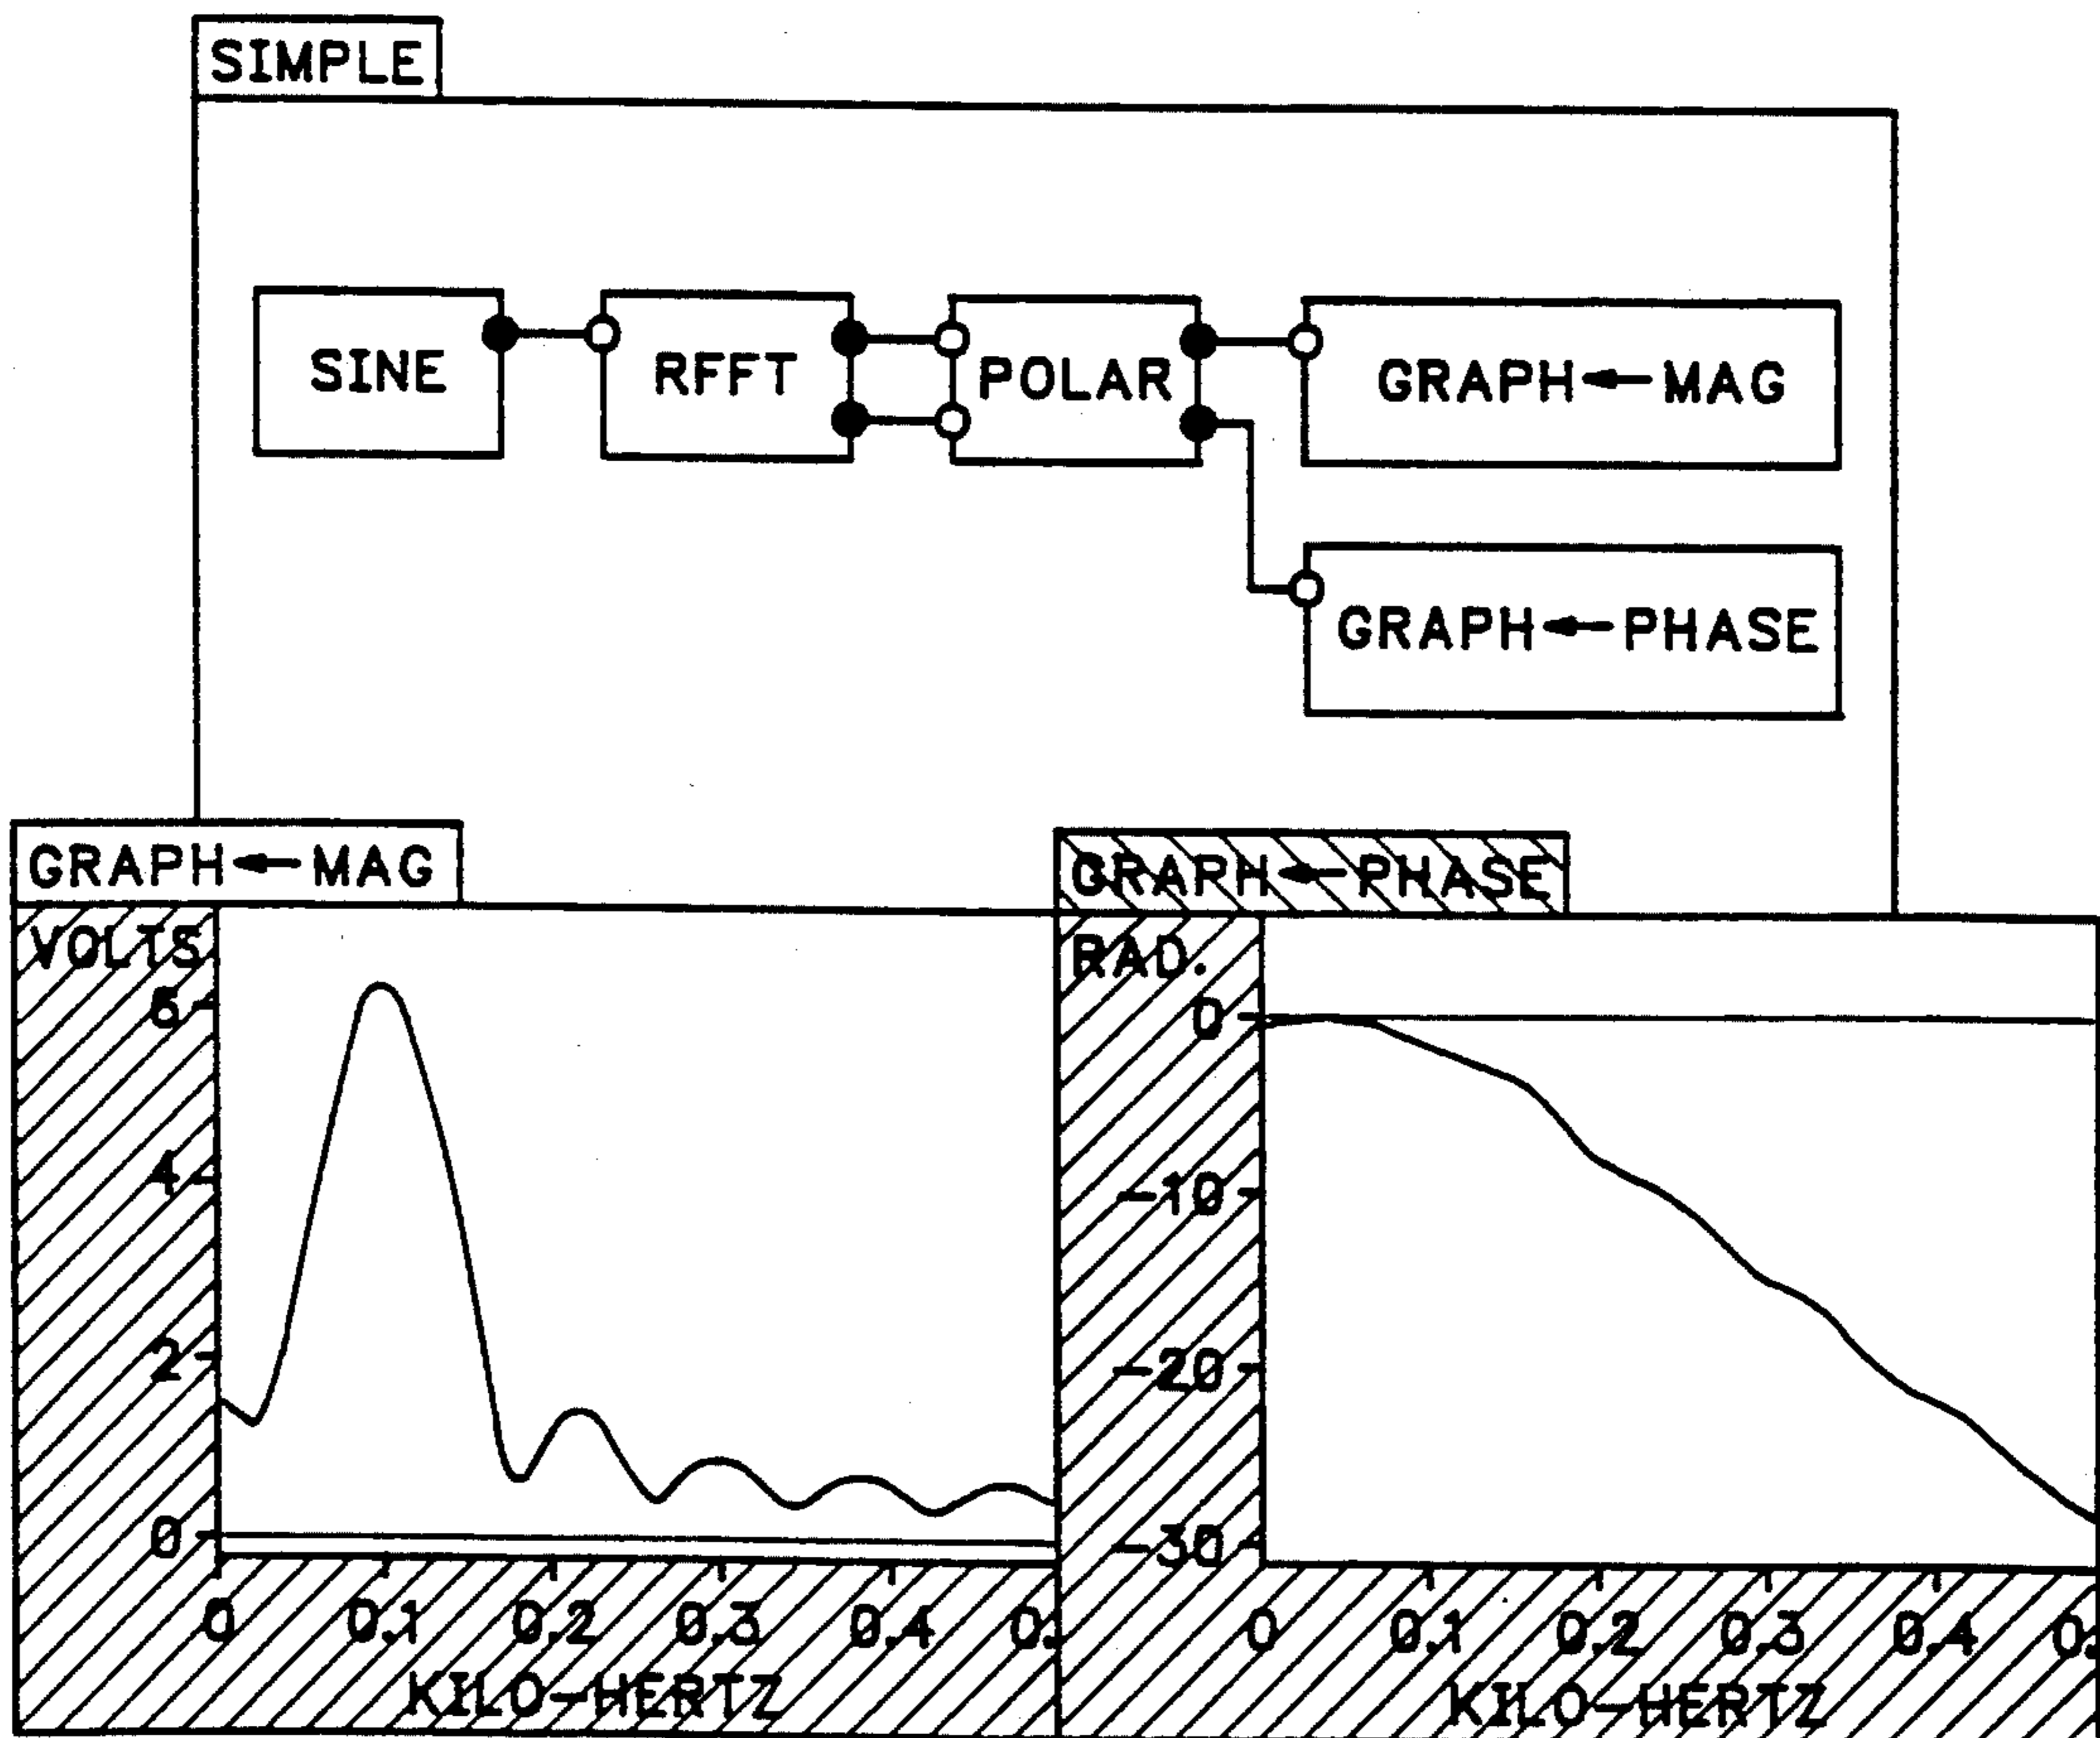 SIMPLE
SINE
RFFT
POLAR
GRAPH←MAG
GRAPH←PHASE
GRAPH←MAG
VOLTS
6
4
2
0
0 0.1 0.2 0.3 0.4 0.
KILO-HERTZ
GRAPH←PHASE
RAD.
0
-10
-20
-30
0 0.1 0.2 0.3 0.4 0.
KILO-HERTZ